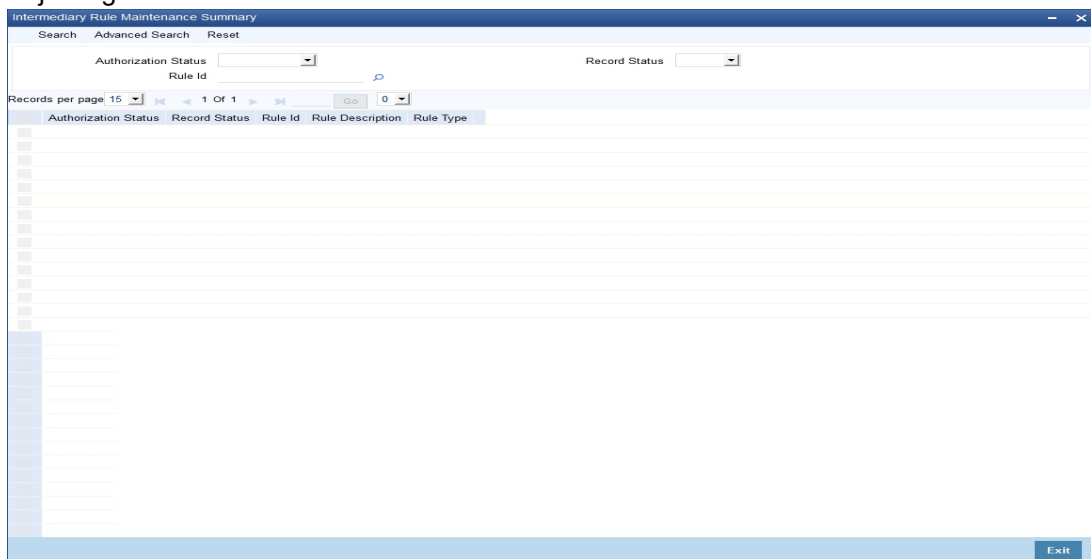 Intermediary Rule Maintenance Summary
Search Advanced Search Reset
Authorization Status Record Status
Rule Id
Records per page 15 1 Of 1 Go 0
Authorization Status Record Status Rule Id Rule Description Rule Type
Exit